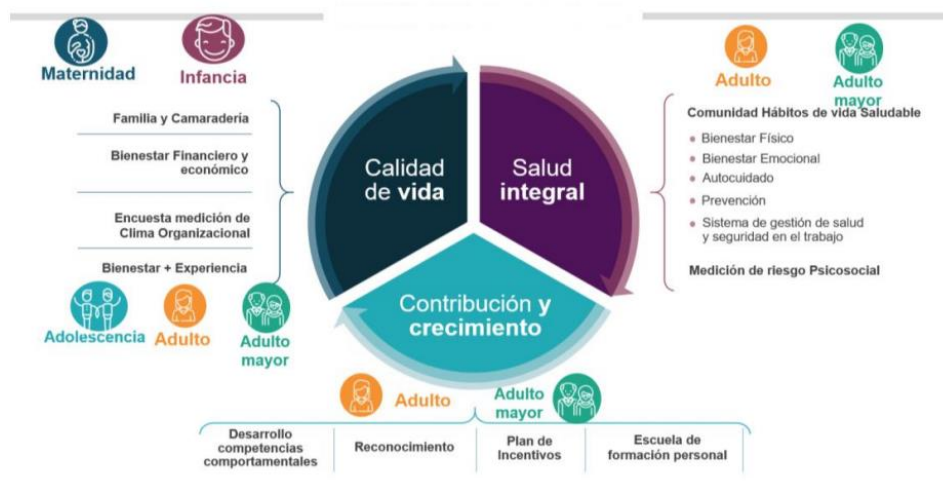 Maternidad
Infancia
Familia y Camaradería
Bienestar Financiero y
económico
Encuesta medición de
Clima Organizacional
Bienestar + Experiencia
Adolescencia
Adulto
Adulto
mayor
Calidad
de vida
Salud
integral
Contribución y
crecimiento
Adulto
Adulto
mayor
Comunidad Hábitos de vida Saludable
Bienestar Físico
Bienestar Emocional
Autocuidado
Prevención
Sistema de gestión de salud
y seguridad en el trabajo
Medición de riesgo Psicosocial
Adulto
Adulto
mayor
Desarrollo
competencias
comportamentales
Reconocimiento
Plan de
Incentivos
Escuela de
formación personal